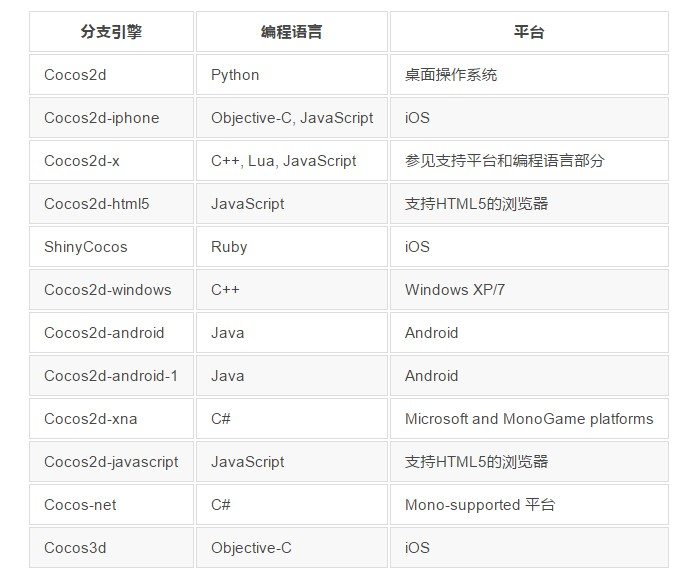 分支引擎 编程语言 平台
Cocos2d Python 桌面操作系统
Cocos2d-iphone Objective-C, JavaScript iOS
Cocos2d-x C++, Lua, JavaScript 参见支持平台和编程语言部分
Cocos2d-html5 JavaScript 支持HTML5的浏览器
ShinyCocos Ruby iOS
Cocos2d-windows C++ Windows XP/7
Cocos2d-android Java Android
Cocos2d-android-1 Java Android
Cocos2d-xna C# Microsoft and MonoGame platforms
Cocos2d-javascript JavaScript 支持HTML5的浏览器
Cocos-net C# Mono-supported 平台
Cocos3d Objective-C iOS